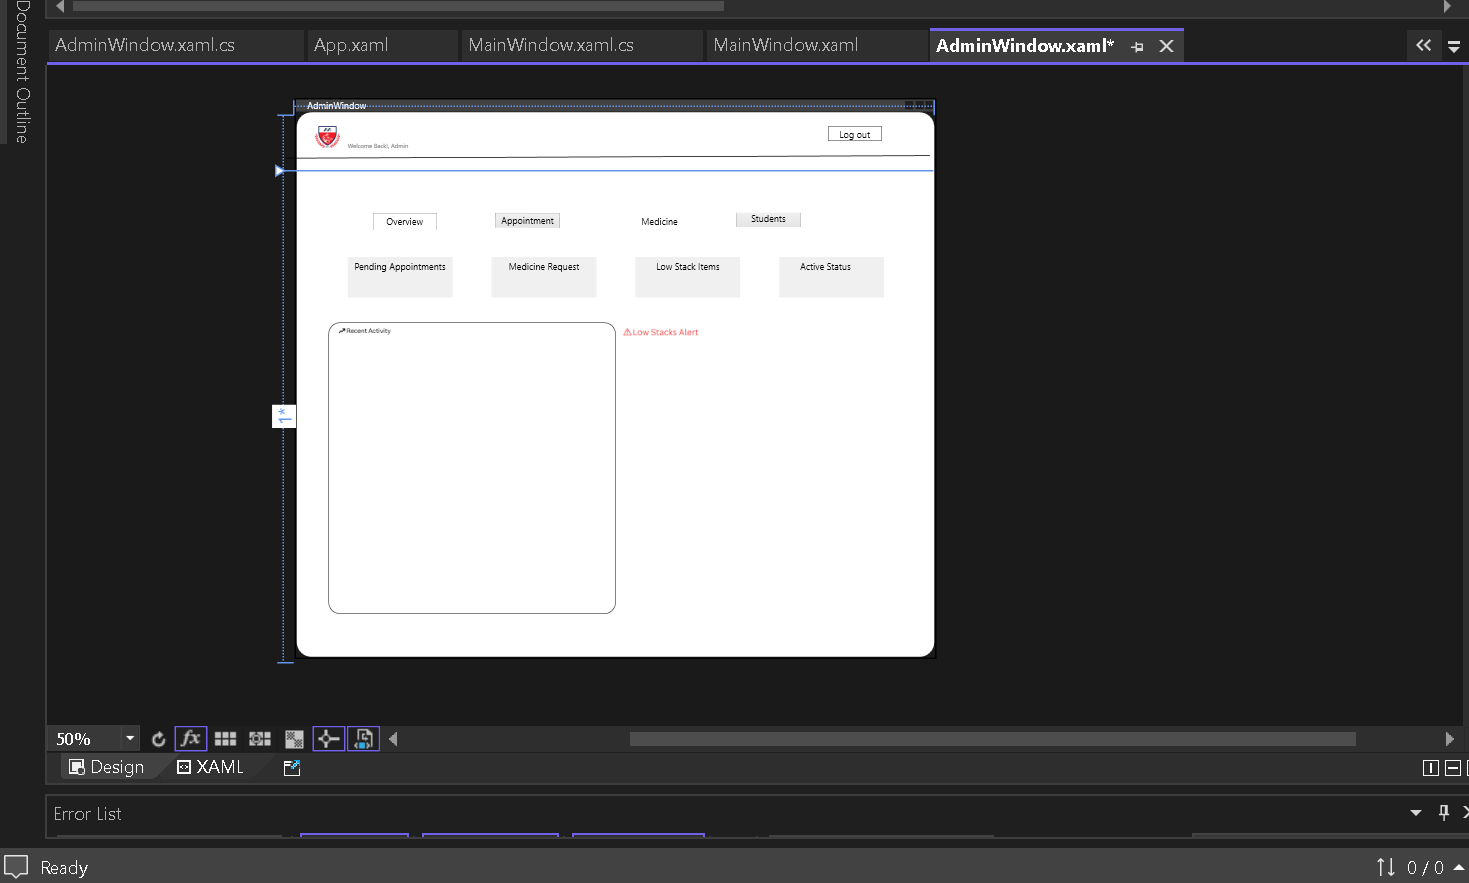 Document Outline
AdminWindow.xaml.cs
App.xaml
MainWindow.xaml.cs
MainWindow.xaml
AdminWindow.xaml*
AdminWindow
Welcome Back!, Admin
Log out
Overview
Appointment
Medicine
Students
Pending Appointments
Medicine Request
Low Stack Items
Active Status
Recent Activity
Low Stacks Alert
*
50%
fx
Design
XAML
Error List
Ready
0 / 0